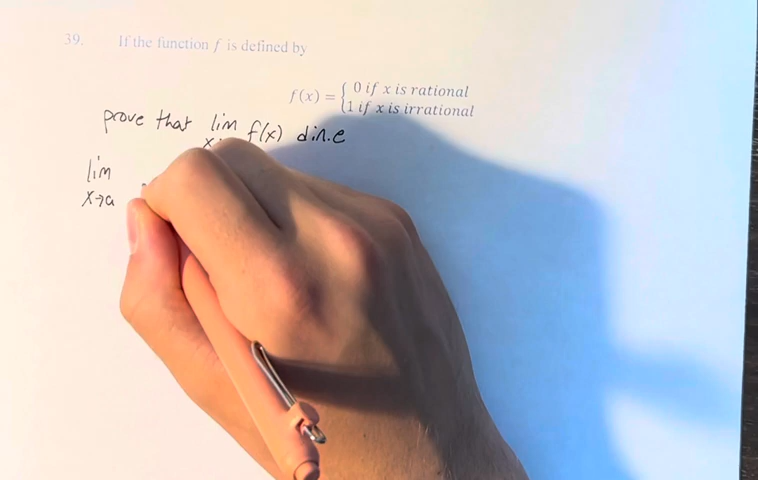 39. If the function f is defined by
f(x) = { 0 if x is rational
1 if x is irrational
prove that lim f(x) d.n.e
x
lim
x→a